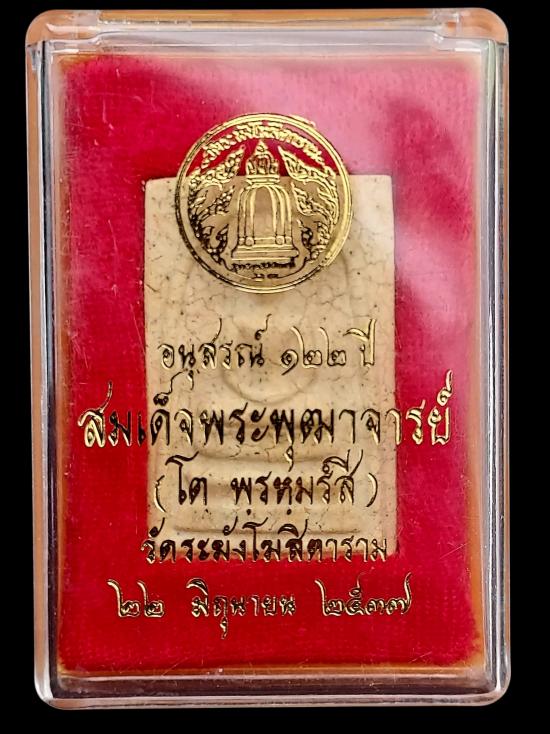 อนุสรณ์ ๑๒๒ ปี
สมเด็จพระพุฒาจารย์
(โต พฺรหฺมรํสี)
วัดระฆังโฆสิตาราม
๒๒ มิถุนายน ๒๕๓๗